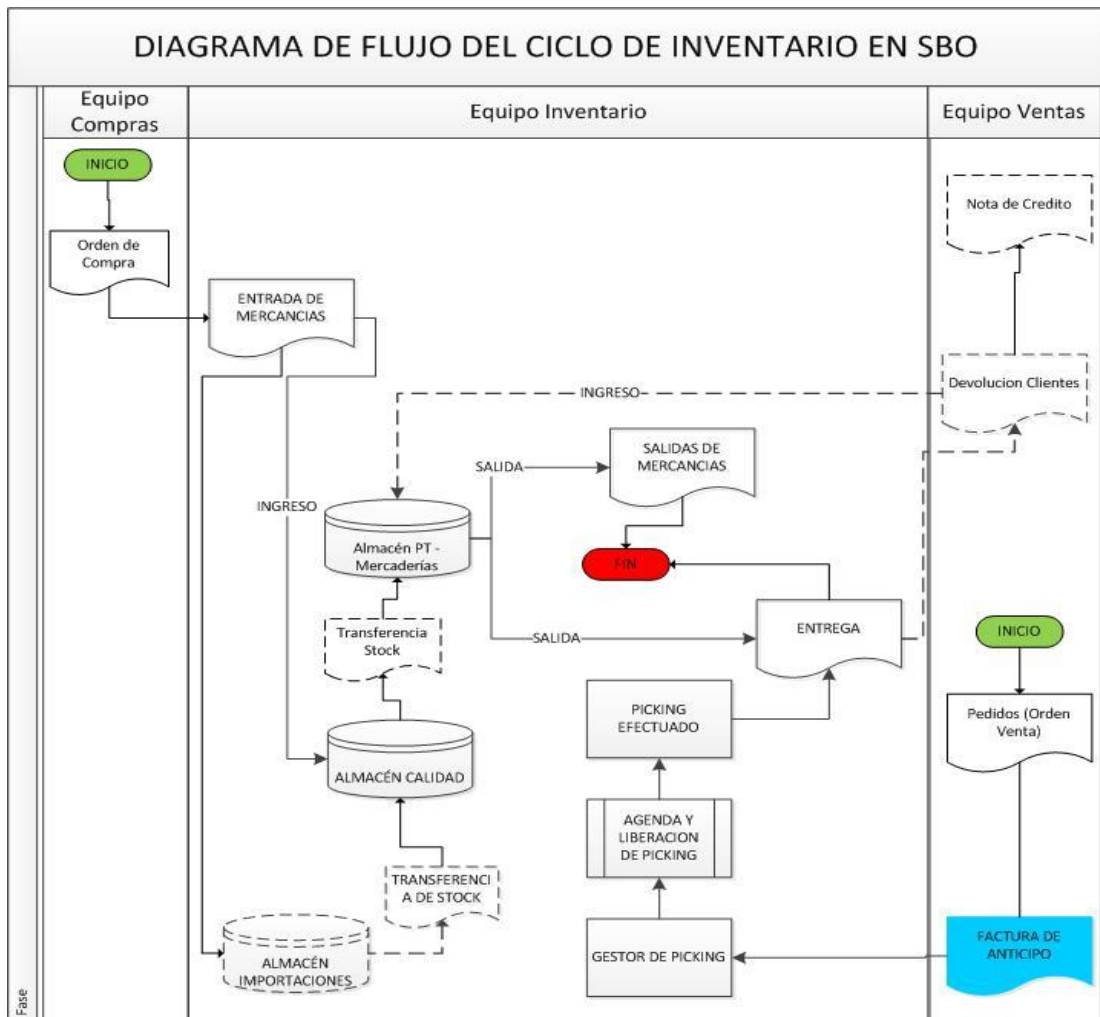 DIAGRAMA DE FLUJO DEL CICLO DE INVENTARIO EN SBO
Equipo
Compras
Equipo Inventario
Equipo Ventas
INICIO
Orden de
Compra
ENTRADA DE
MERCANCIAS
Nota de Credito
Devolucion Clientes
INGRESO
SALIDAS DE
MERCANCIAS
SALIDA
INGRESO
Almacén PT -
Mercaderías
FIN
Transferencia
Stock
SALIDA
ENTREGA
INICIO
PICKING
EFECTUADO
Pedidos (Orden
Venta)
ALMACÉN CALIDAD
AGENDA Y
LIBERACION
DE PICKING
TRANSFERENCI
A DE STOCK
ALMACÉN
IMPORTACIONES
GESTOR DE PICKING
FACTURA DE
ANTICIPO
Fase